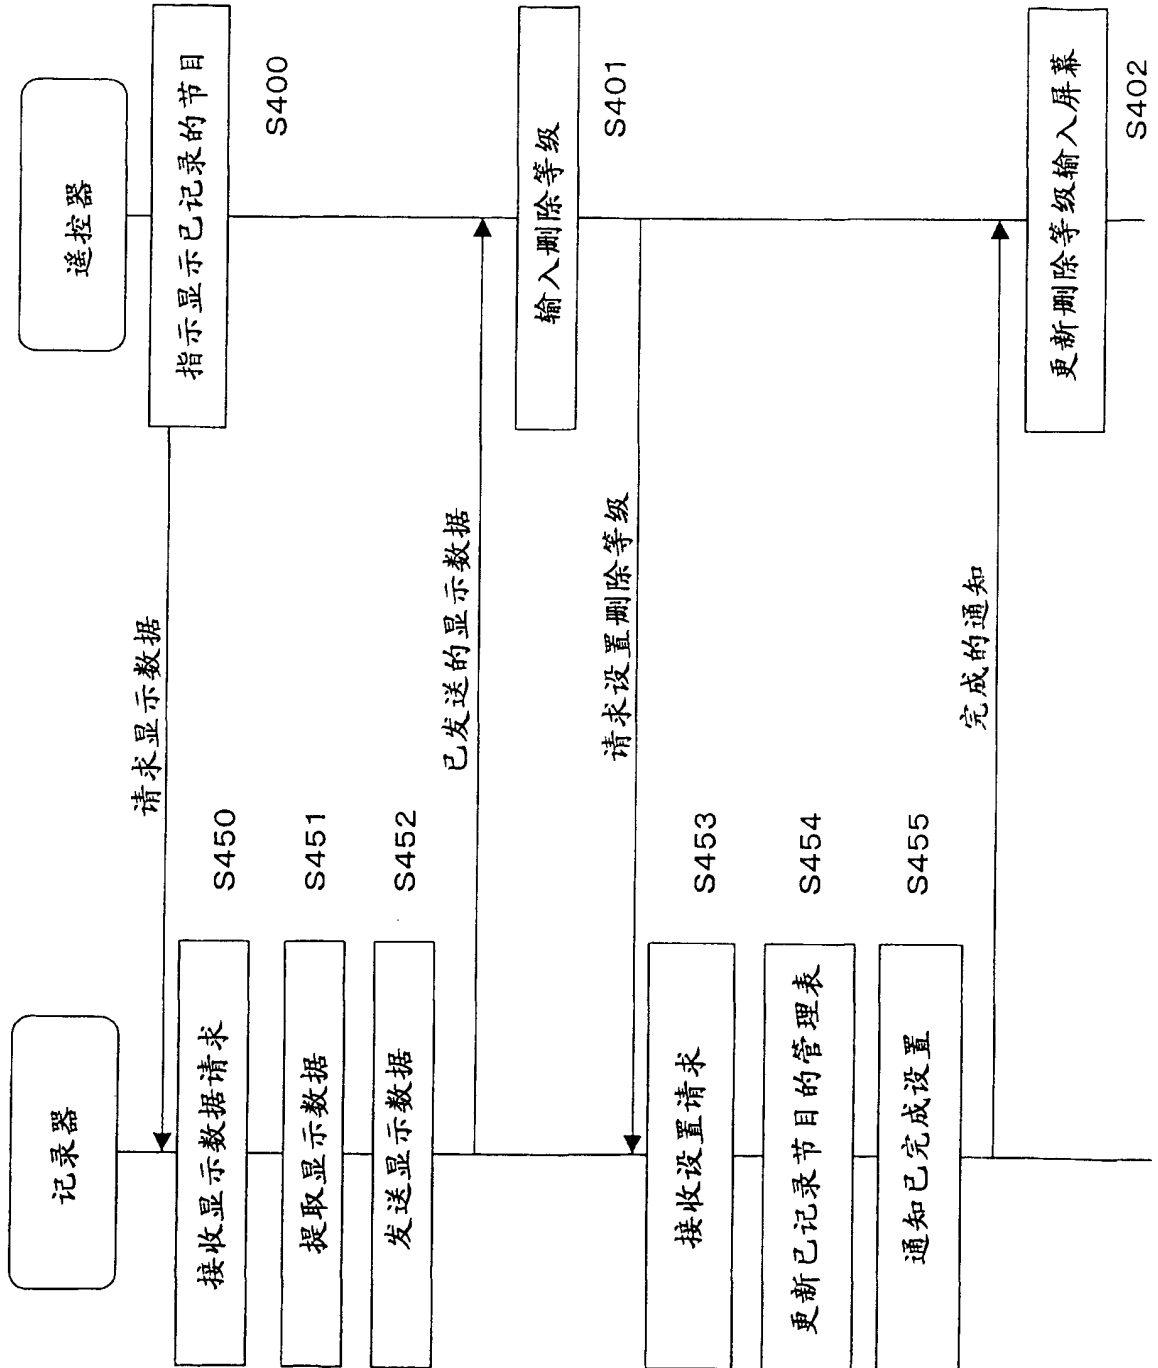 记录器
遥控器
指示显示已记录的节目
S400
请求显示数据
接收显示数据请求
S450
提取显示数据
S451
发送显示数据
S452
已发送的显示数据
输入删除等级
S401
请求设置删除等级
接收设置请求
S453
更新已记录节目的管理表
S454
通知已完成设置
S455
完成的通知
更新删除等级输入屏幕
S402